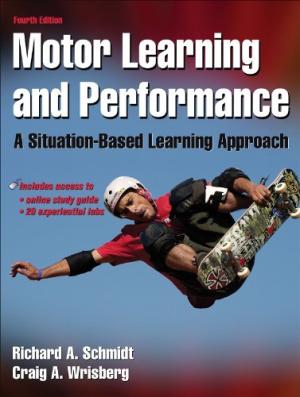 Fourth Edition
Motor Learning
and Performance
A Situation-Based Learning Approach
Includes access to
• online study guide
• 20 experiential labs
Richard A. Schmidt
Craig A. Wrisberg